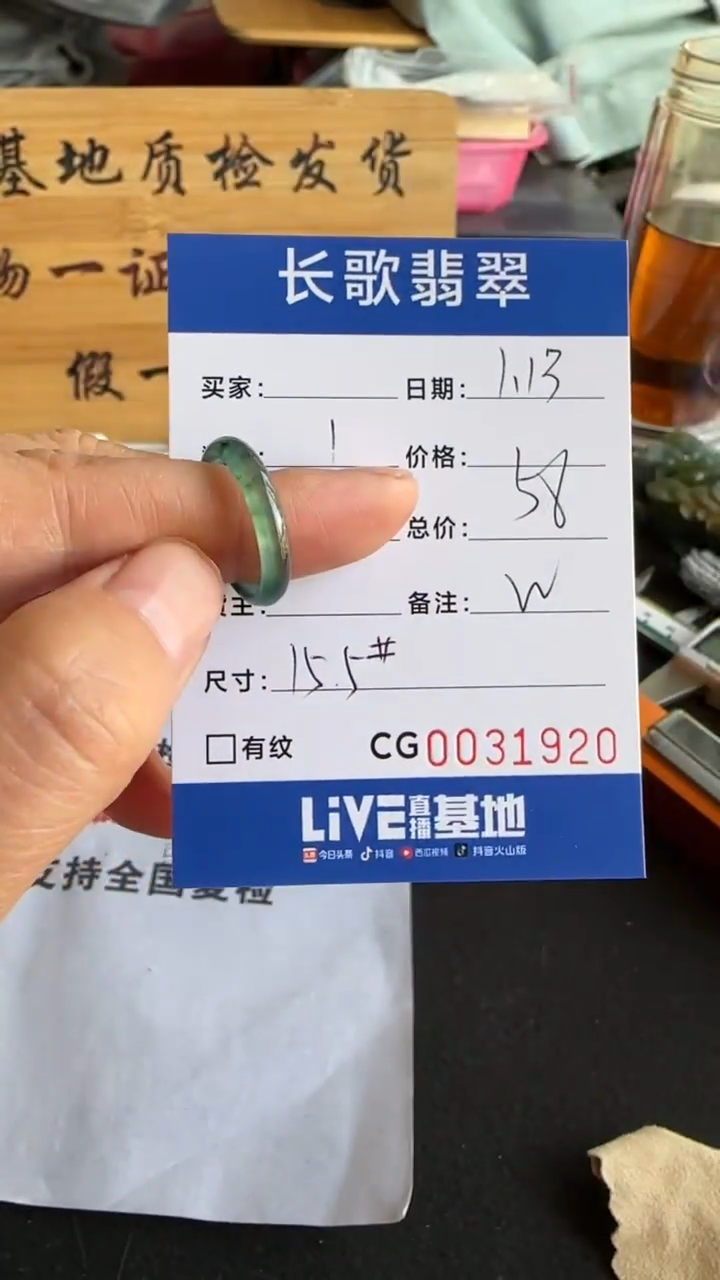 基地质检发货
物一证
假一
长歌翡翠
买家: 日期: 1.13
: 1 价格: 58
总价:
货主: 备注: W
尺寸: 15.5#
□有纹 CG0031920
LiVE直播基地
今日头条 抖音 西瓜视频 抖音火山版
支持全国复检